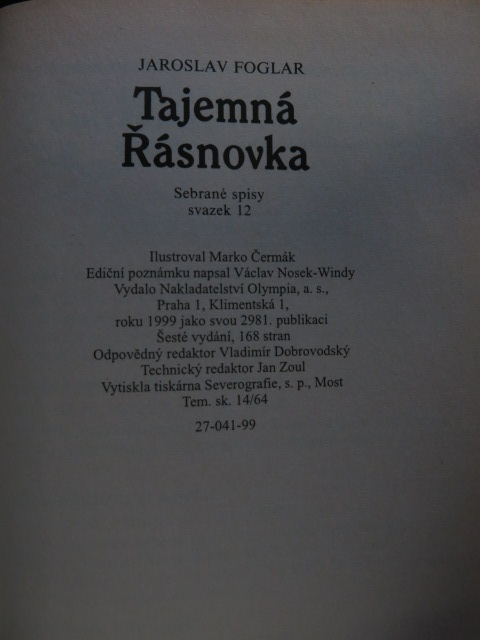 JAROSLAV FOGLAR
Tajemná
Řásnovka
Sebrané spisy
svazek 12
Ilustroval Marko Čermák
Ediční poznámku napsal Václav Nosek-Windy
Vydalo Nakladatelství Olympia, a. s.,
Praha 1, Klimentská 1,
roku 1999 jako svou 2981. publikaci
Šesté vydání, 168 stran
Odpovědný redaktor Vladimír Dobrovodský
Technický redaktor Jan Zoul
Vytiskla tiskárna Severografie, s. p., Most
Tem. sk. 14/64
27-041-99